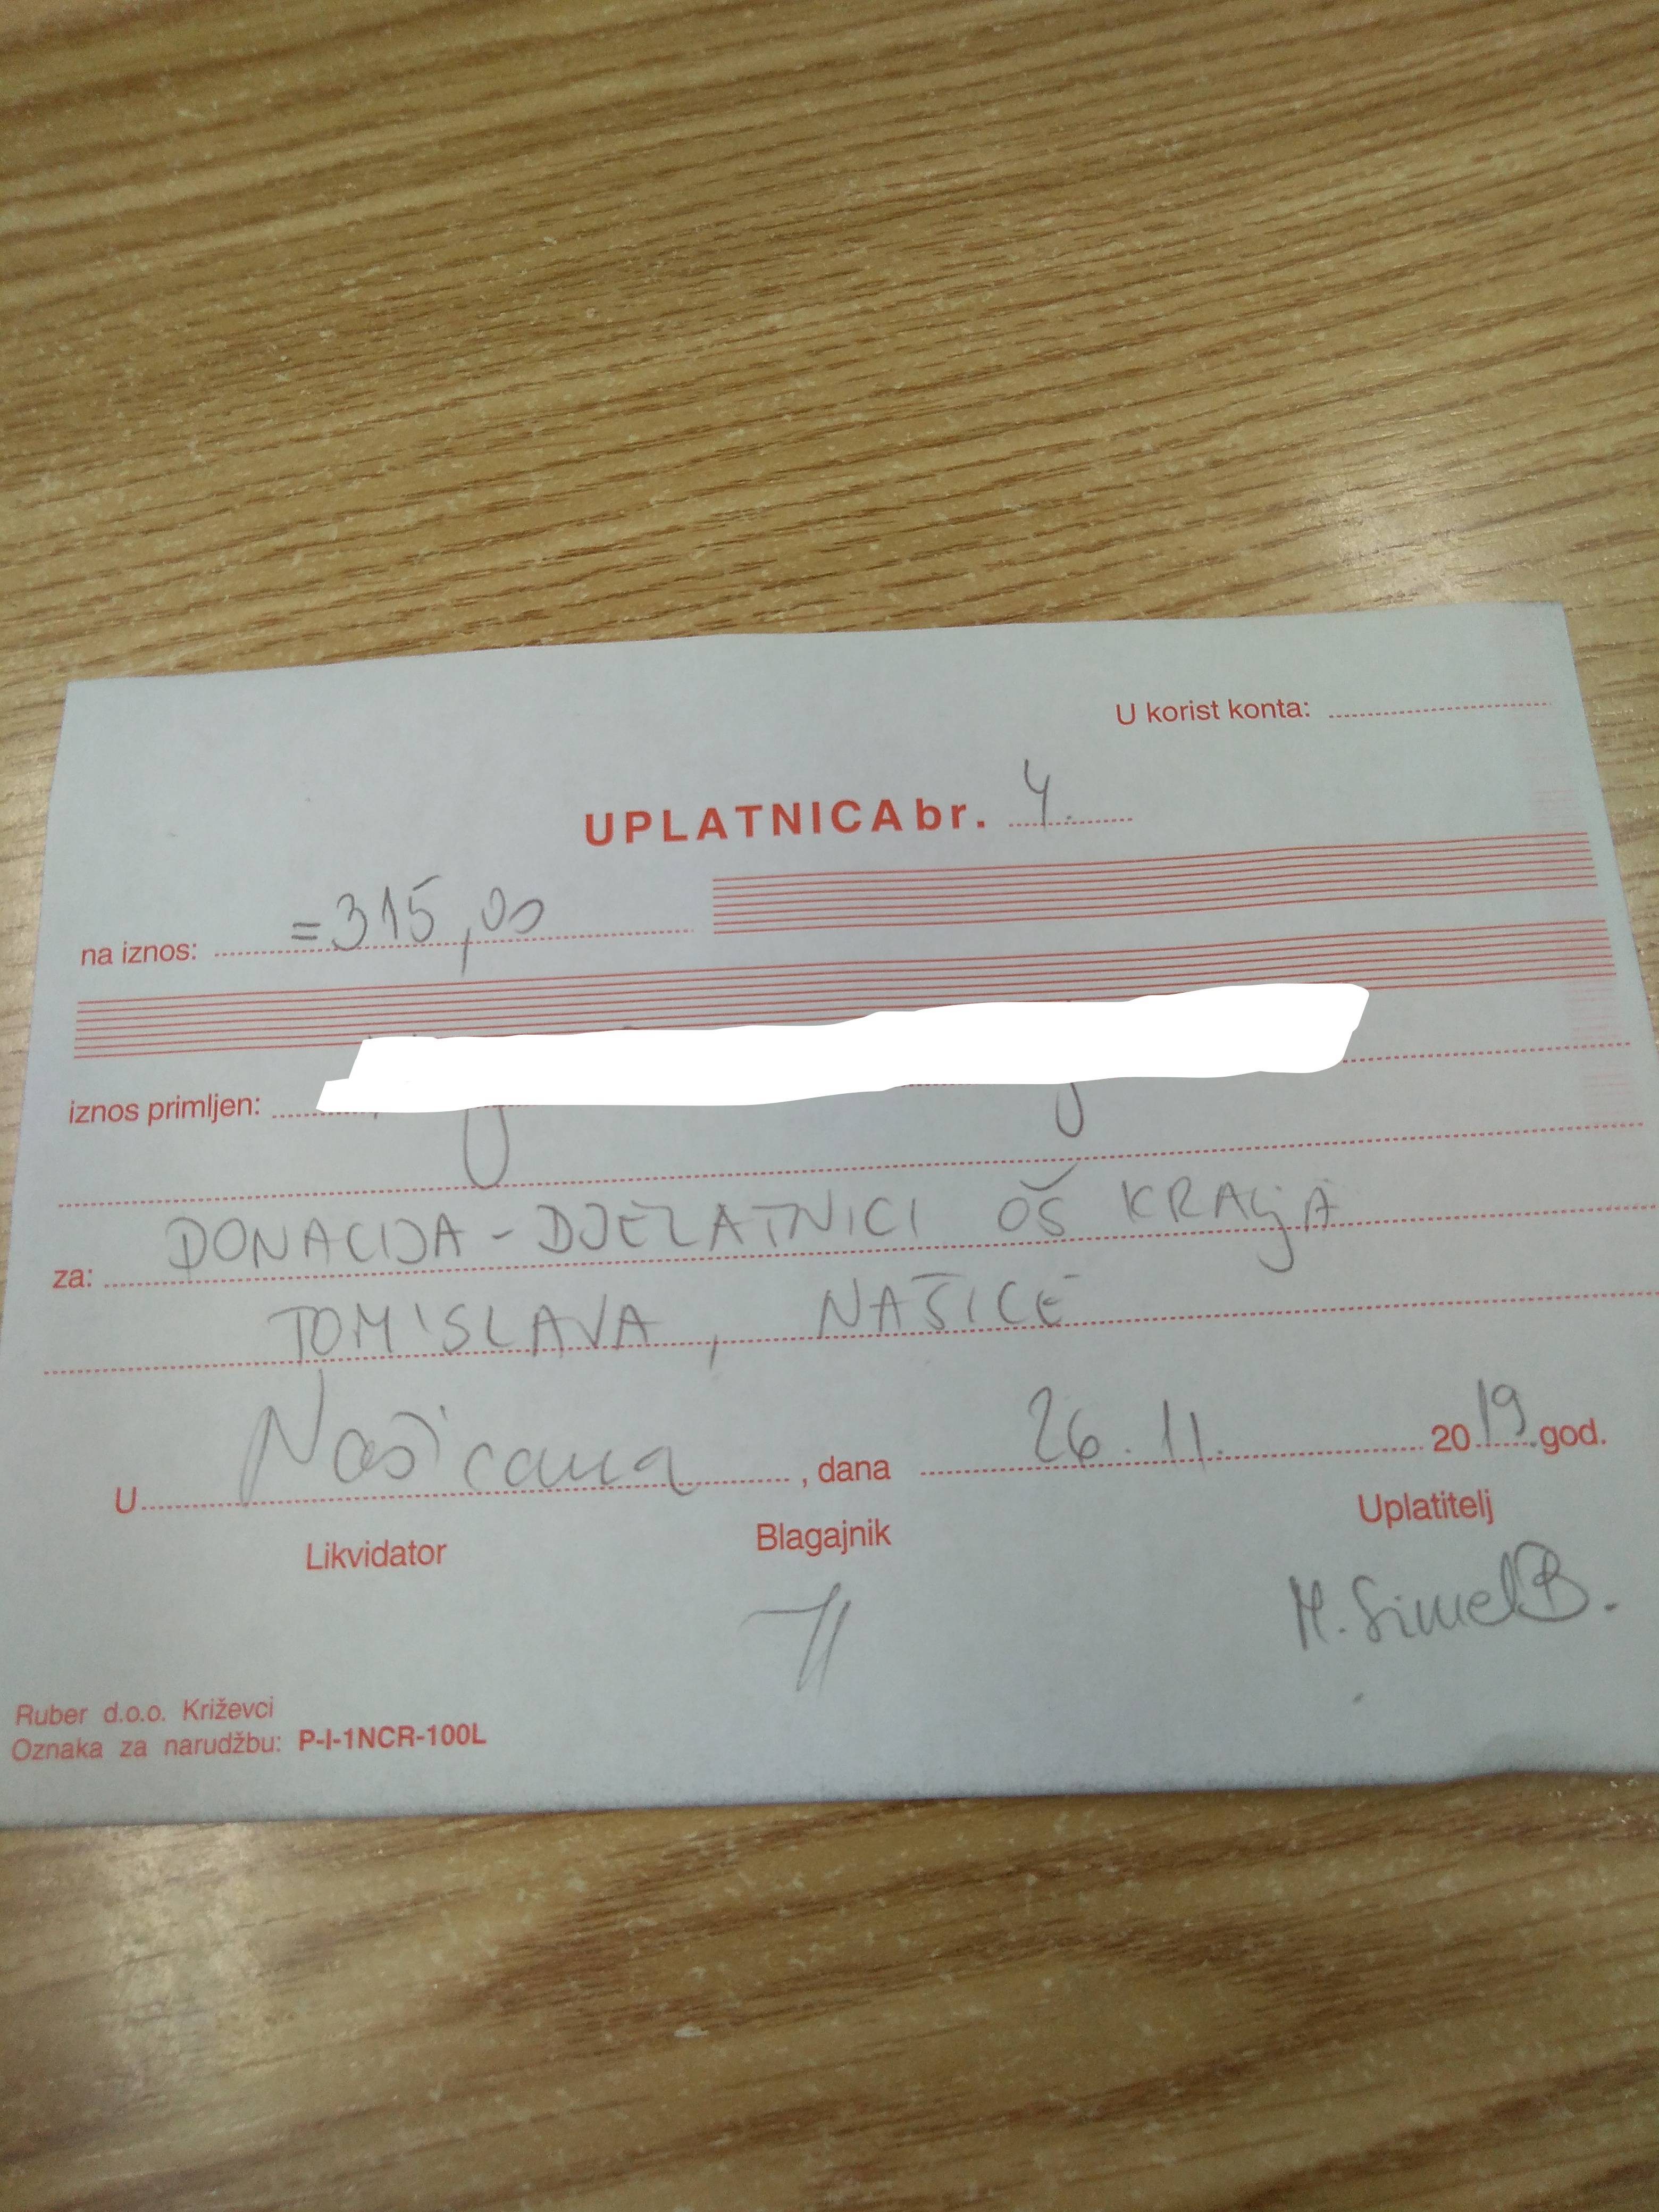 U korist konta:
UPLATNICA br. 4.
na iznos: =315,00
iznos primljen:
za: DONACIJA - DJELATNICI OŠ KRALJA
TOMISLAVA, NAŠICE
U Našicama, dana 26.11. 2019 god.
Likvidator Blagajnik Uplatitelj
Ruber d.o.o. Križevci
Oznaka za narudžbu: P-I-1NCR-100L